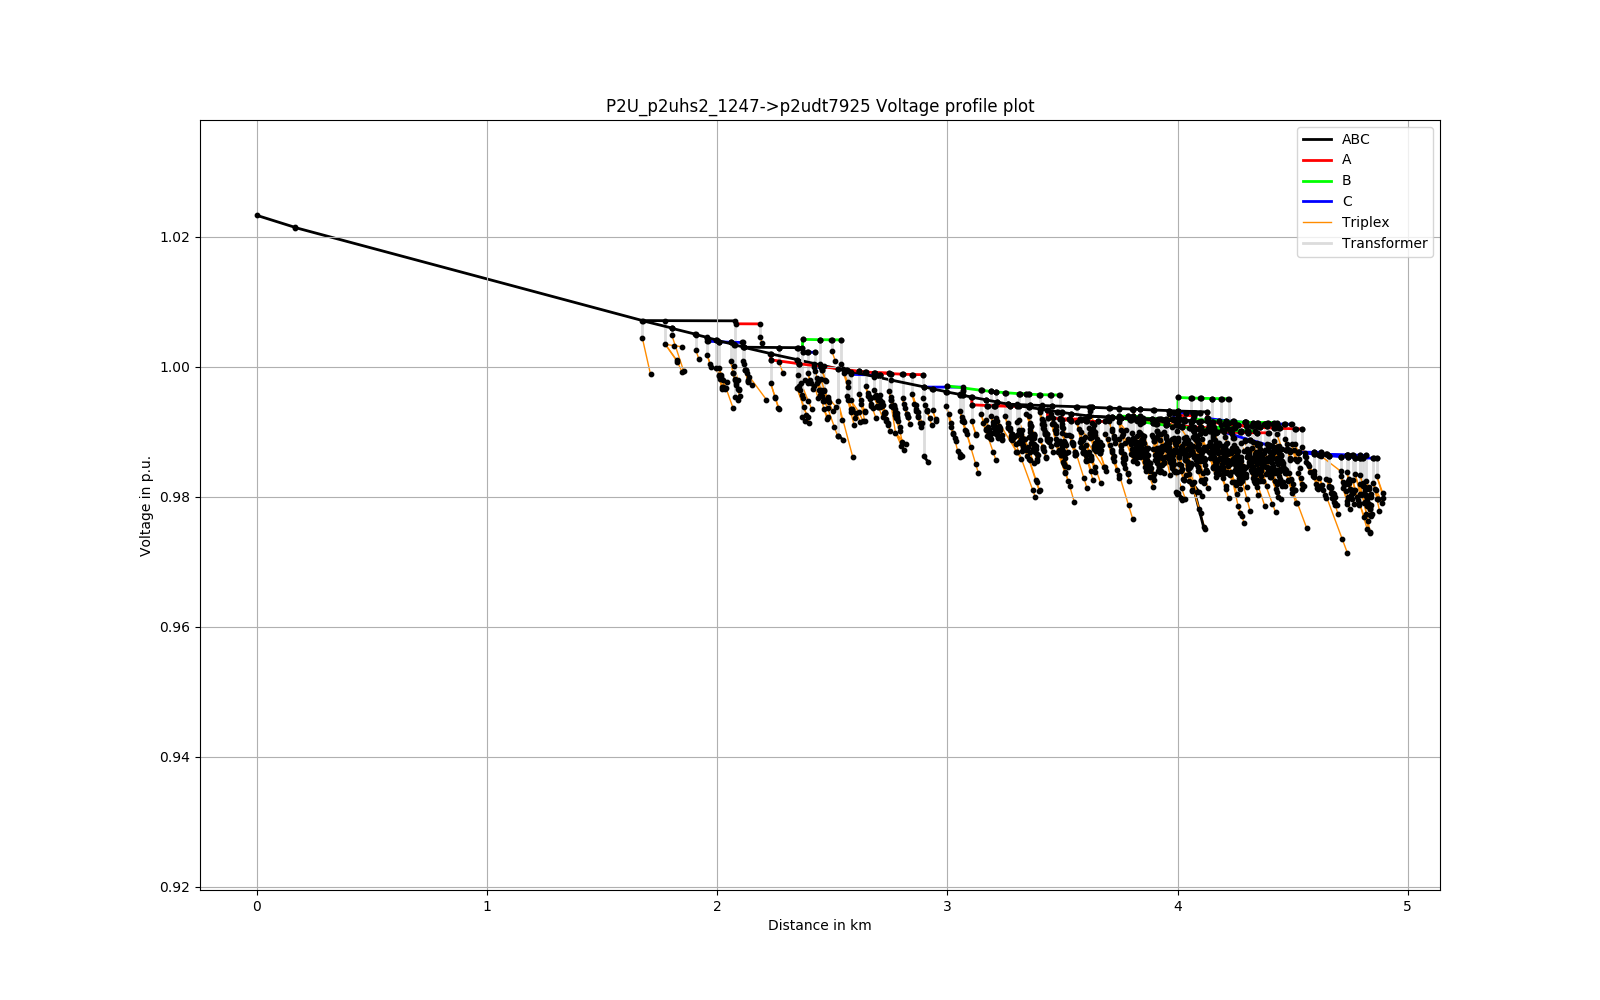 P2U_p2uhs2_1247->p2udt7925 Voltage profile plot
ABC
A
B
C
Triplex
Transformer
1.02
1.00
0.98
0.96
0.94
0.92
Voltage in p.u.
0 1 2 3 4 5
Distance in km